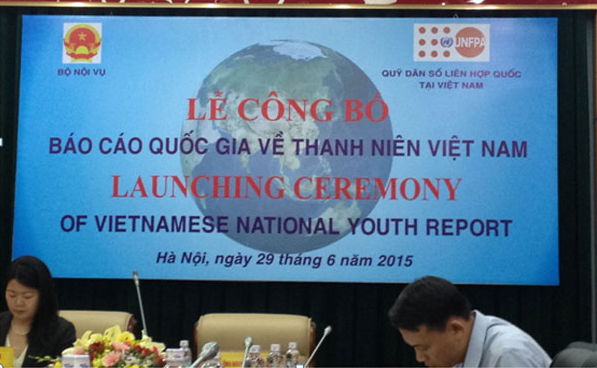 BỘ NỘI VỤ
UNFPA
QUỸ DÂN SỐ LIÊN HỢP QUỐC
TẠI VIỆT NAM
LỄ CÔNG BỐ
BÁO CÁO QUỐC GIA VỀ THANH NIÊN VIỆT NAM
LAUNCHING CEREMONY
OF VIETNAMESE NATIONAL YOUTH REPORT
Hà Nội, ngày 29 tháng 6 năm 2015